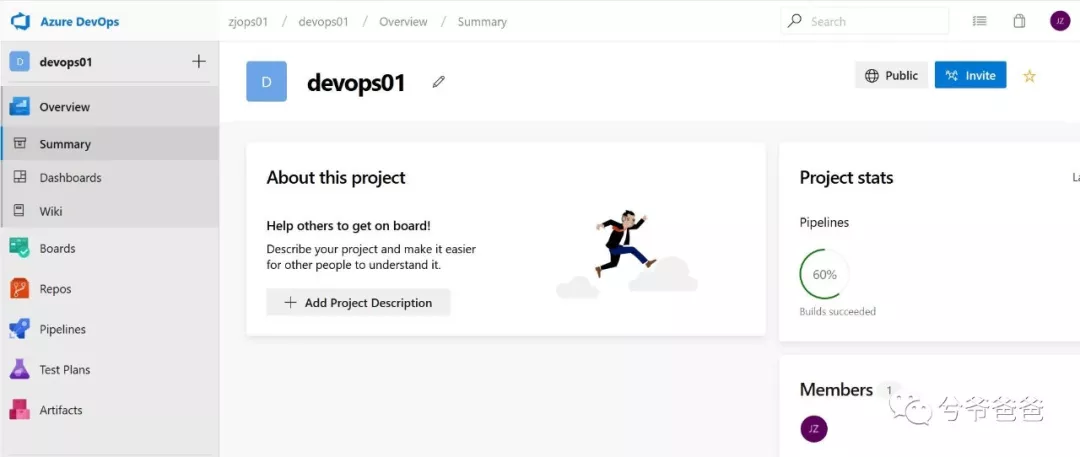 Azure DevOps
zjops01 / devops01 / Overview / Summary
Search
JZ
D devops01
Overview
Summary
Dashboards
Wiki
Boards
Repos
Pipelines
Test Plans
Artifacts
D devops01
Public
Invite
About this project
Help others to get on board!
Describe your project and make it easier
for other people to understand it.
+ Add Project Description
Project stats
La
Pipelines
60%
Builds succeeded
Members 1
JZ
兮爷爸爸